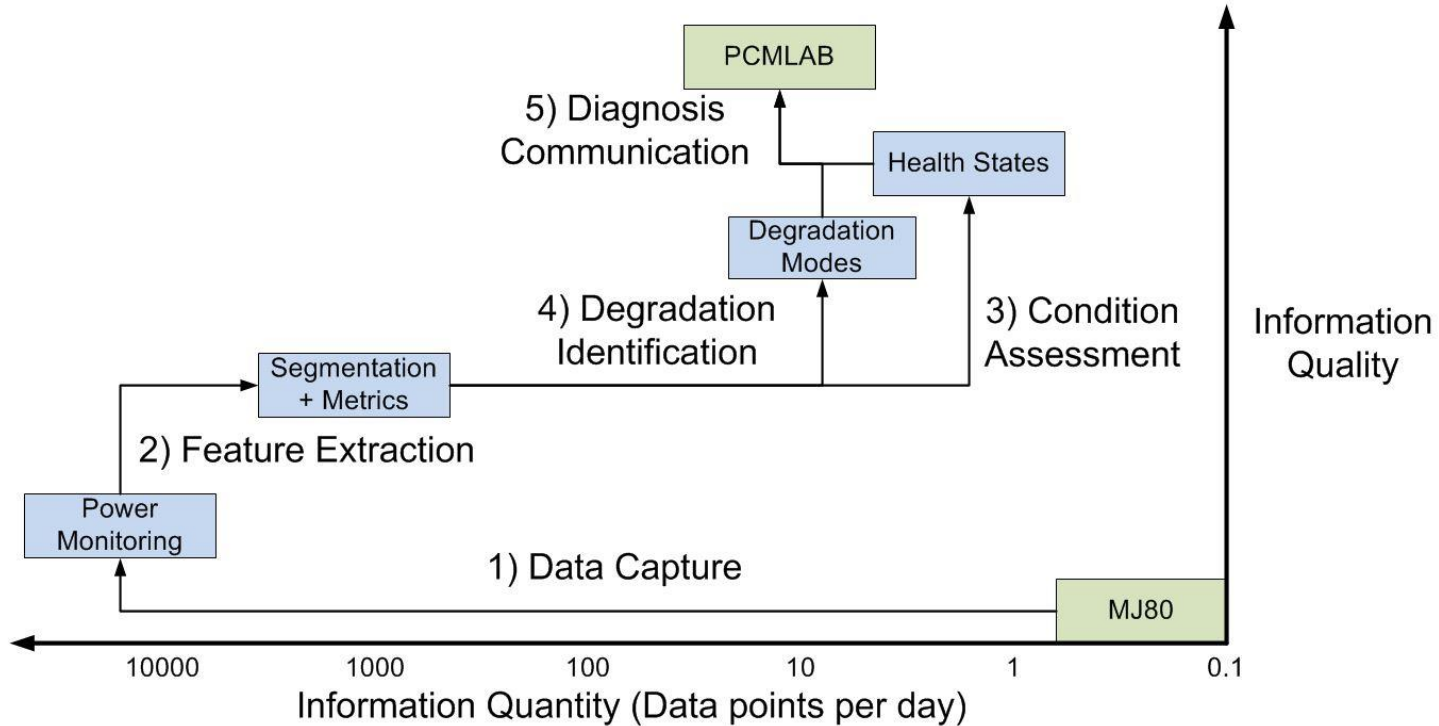 PCMLAB
5) Diagnosis
Communication
Health States
Degradation
Modes
4) Degradation
Identification
3) Condition
Assessment
Information
Quality
Segmentation
+ Metrics
2) Feature Extraction
Power
Monitoring
1) Data Capture
MJ80
10000 1000 100 10 1 0.1
Information Quantity (Data points per day)